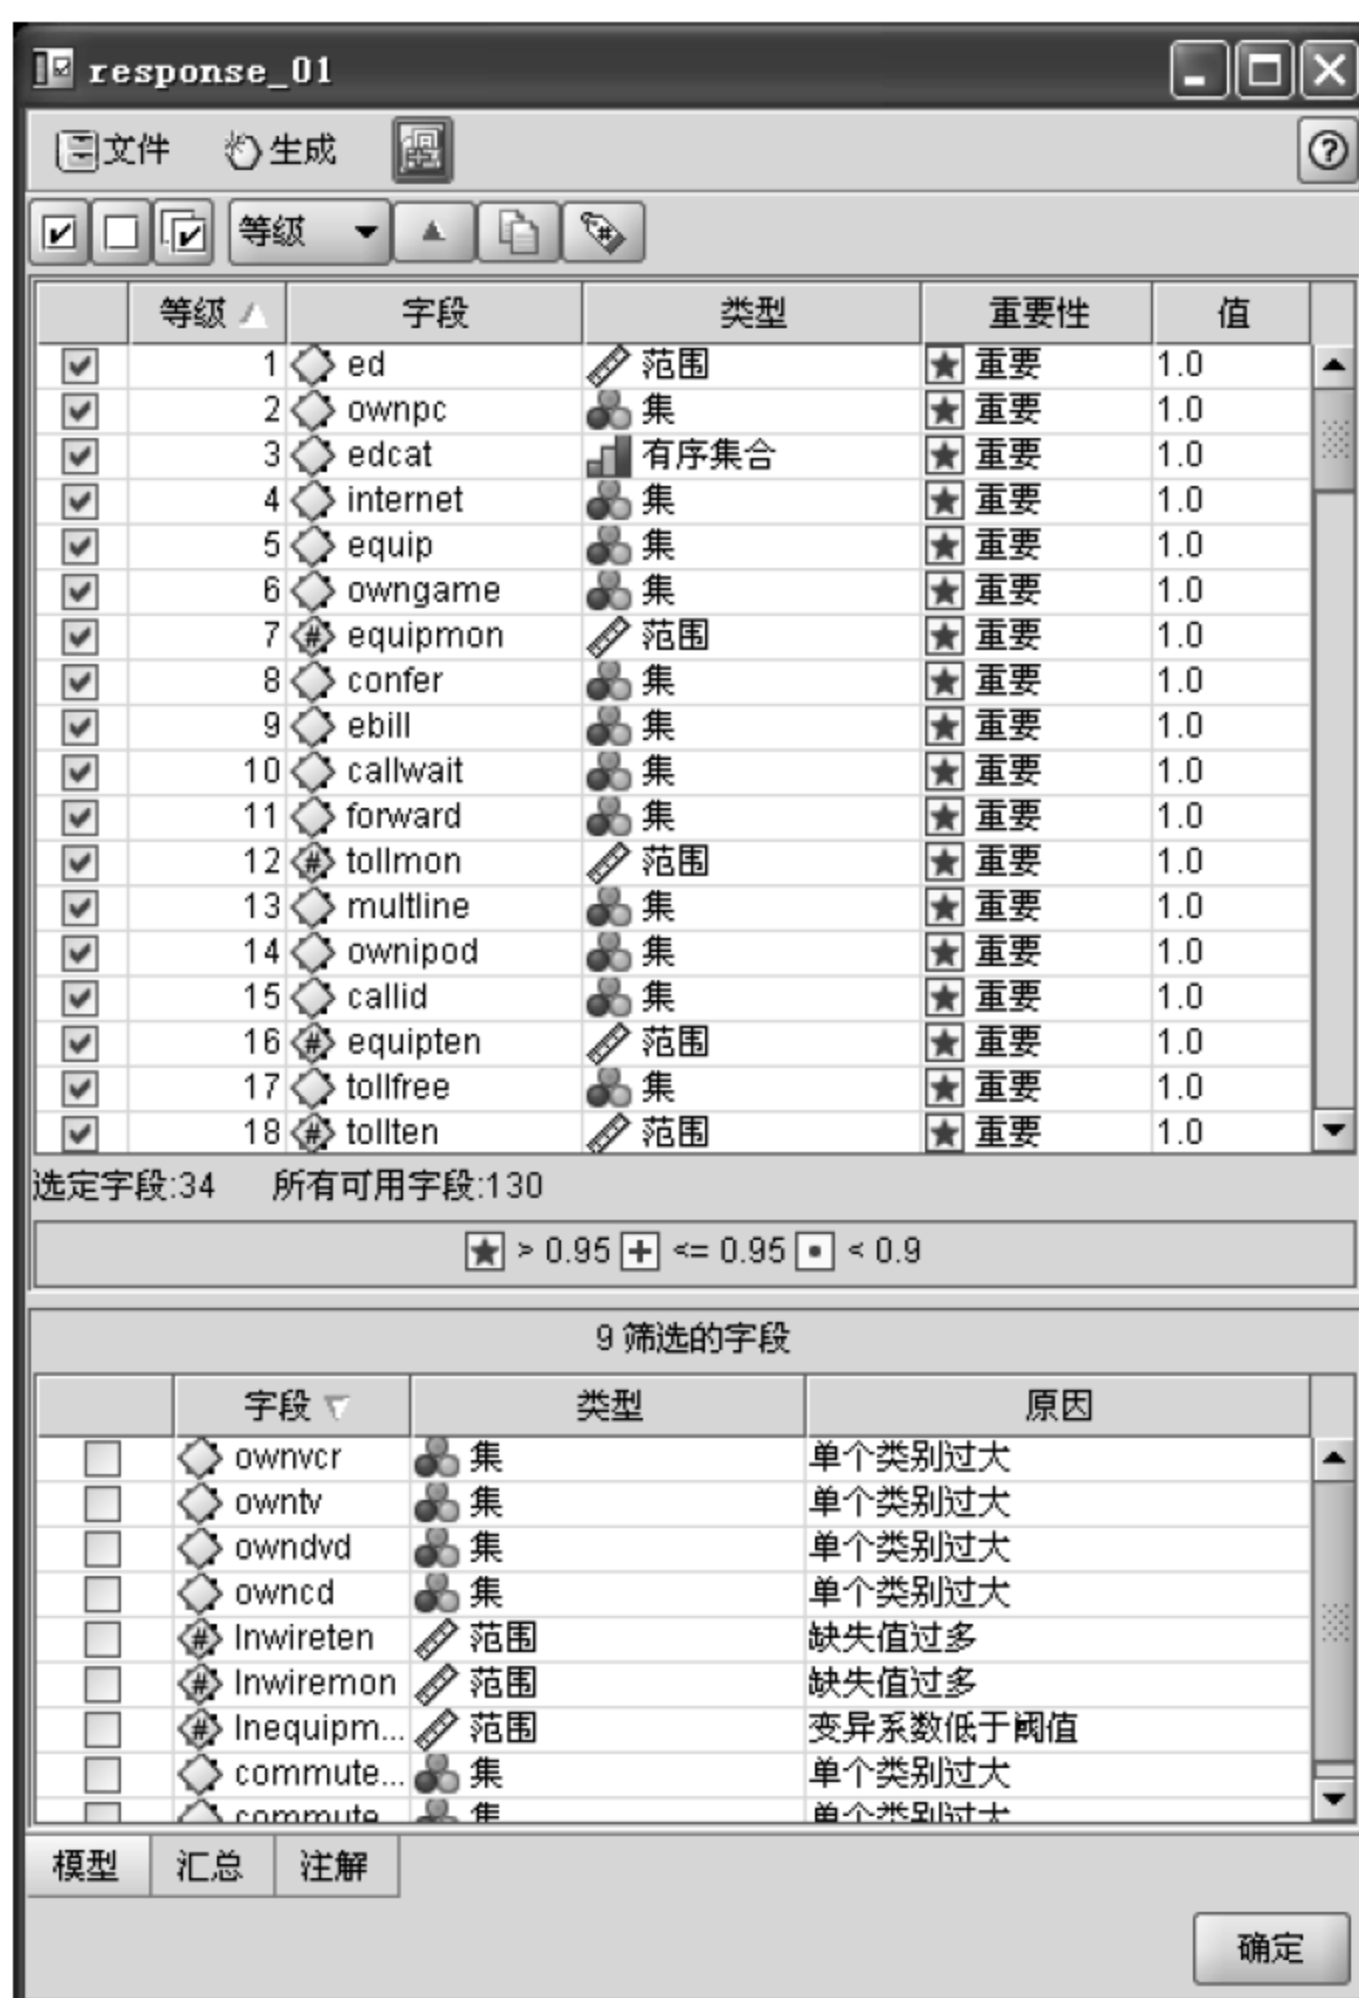 response_01
文件 生成
等级
等级 字段 类型 重要性 值
1 ed 范围 重要 1.0
2 ownpc 集 重要 1.0
3 edcat 有序集合 重要 1.0
4 internet 集 重要 1.0
5 equip 集 重要 1.0
6 owngame 集 重要 1.0
7 equipmon 范围 重要 1.0
8 confer 集 重要 1.0
9 ebill 集 重要 1.0
10 callwait 集 重要 1.0
11 forward 集 重要 1.0
12 tollmon 范围 重要 1.0
13 multline 集 重要 1.0
14 ownipod 集 重要 1.0
15 callid 集 重要 1.0
16 equipten 范围 重要 1.0
17 tollfree 集 重要 1.0
18 tollten 范围 重要 1.0
选定字段:34 所有可用字段:130
> 0.95 + <= 0.95 < 0.9
9 筛选的字段
字段 类型 原因
ownvcr 集 单个类别过大
owntv 集 单个类别过大
owndvd 集 单个类别过大
owncd 集 单个类别过大
lnwireten 范围 缺失值过多
lnwiremon 范围 缺失值过多
lnequipm... 范围 变异系数低于阈值
commute... 集 单个类别过大
commute 集 单个类别过大
模型 汇总 注解
确定